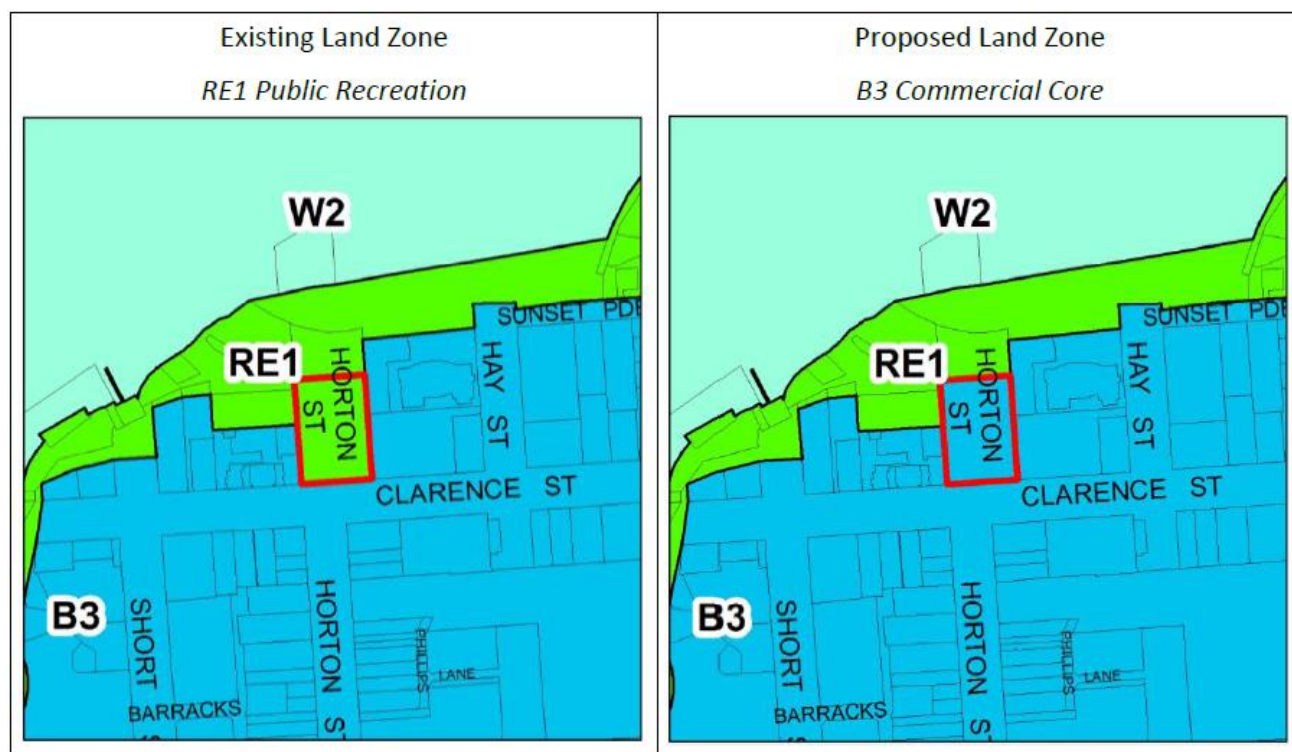 Existing Land Zone
RE1 Public Recreation
W2
SUNSET PDE
RE1
HORTON
ST
HAY ST
CLARENCE ST
B3
SHORT
HORTON ST
PHILLIPS
LANE
BARRACKS
Proposed Land Zone
B3 Commercial Core
W2
SUNSET PDE
RE1
HORTON
ST
HAY ST
CLARENCE ST
B3
SHORT
HORTON ST
PHILLIPS
LANE
BARRACKS